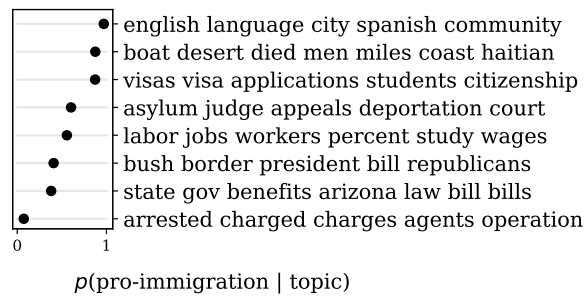 english language city spanish community
boat desert died men miles coast haitian
visas visa applications students citizenship
asylum judge appeals deportation court
labor jobs workers percent study wages
bush border president bill republicans
state gov benefits arizona law bill bills
arrested charged charges agents operation
0 1
p(pro-immigration | topic)